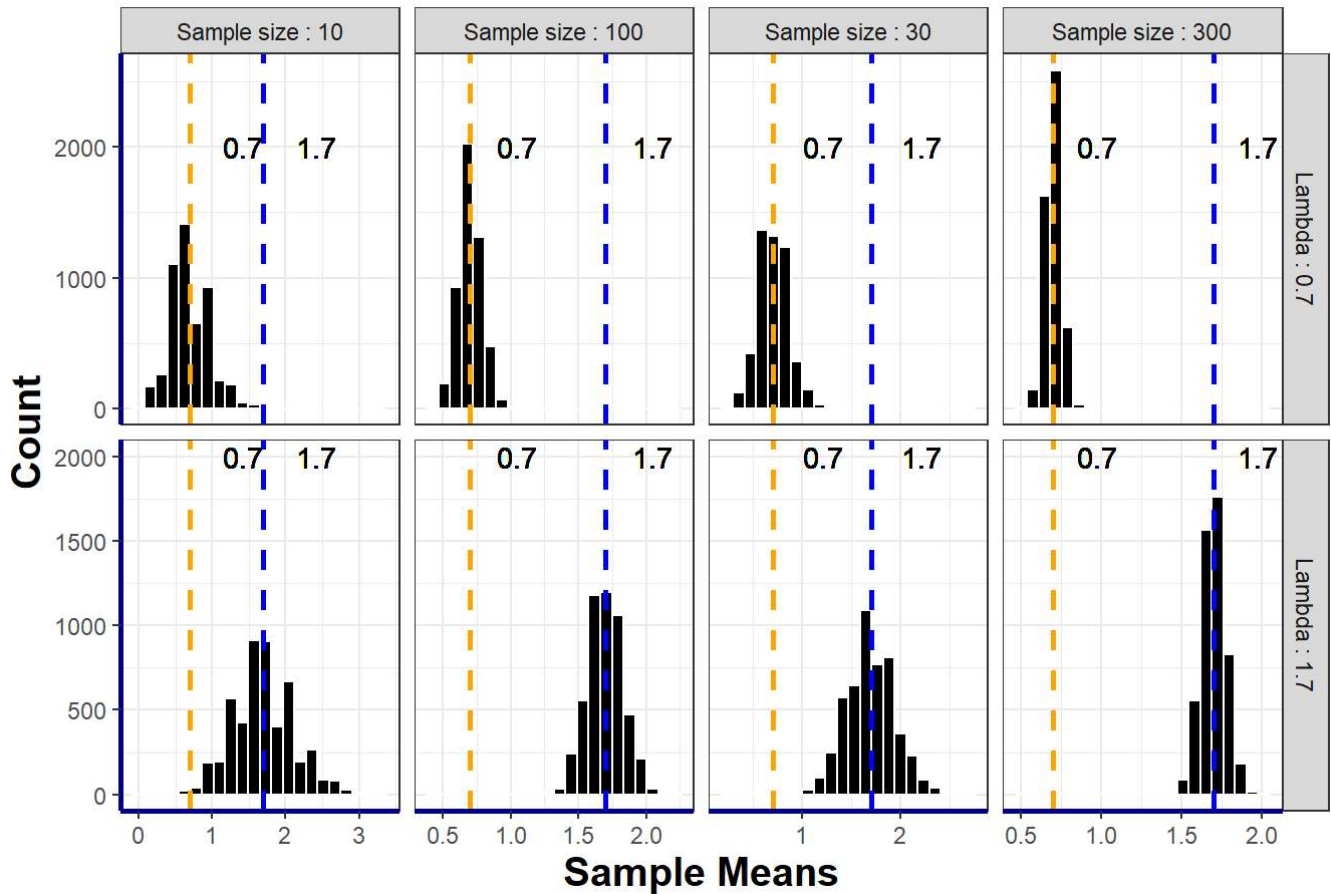 Sample size : 10
Sample size : 100
Sample size : 30
Sample size : 300
2000
1000
0
0.7 1.7
0.7 1.7
0.7 1.7
0.7 1.7
Lambda : 0.7
Count
2000
1500
1000
500
0
0.7 1.7
0.7 1.7
0.7 1.7
0.7 1.7
Lambda : 1.7
0 1 2 3
0.5 1.0 1.5 2.0
1 2
0.5 1.0 1.5 2.0
Sample Means